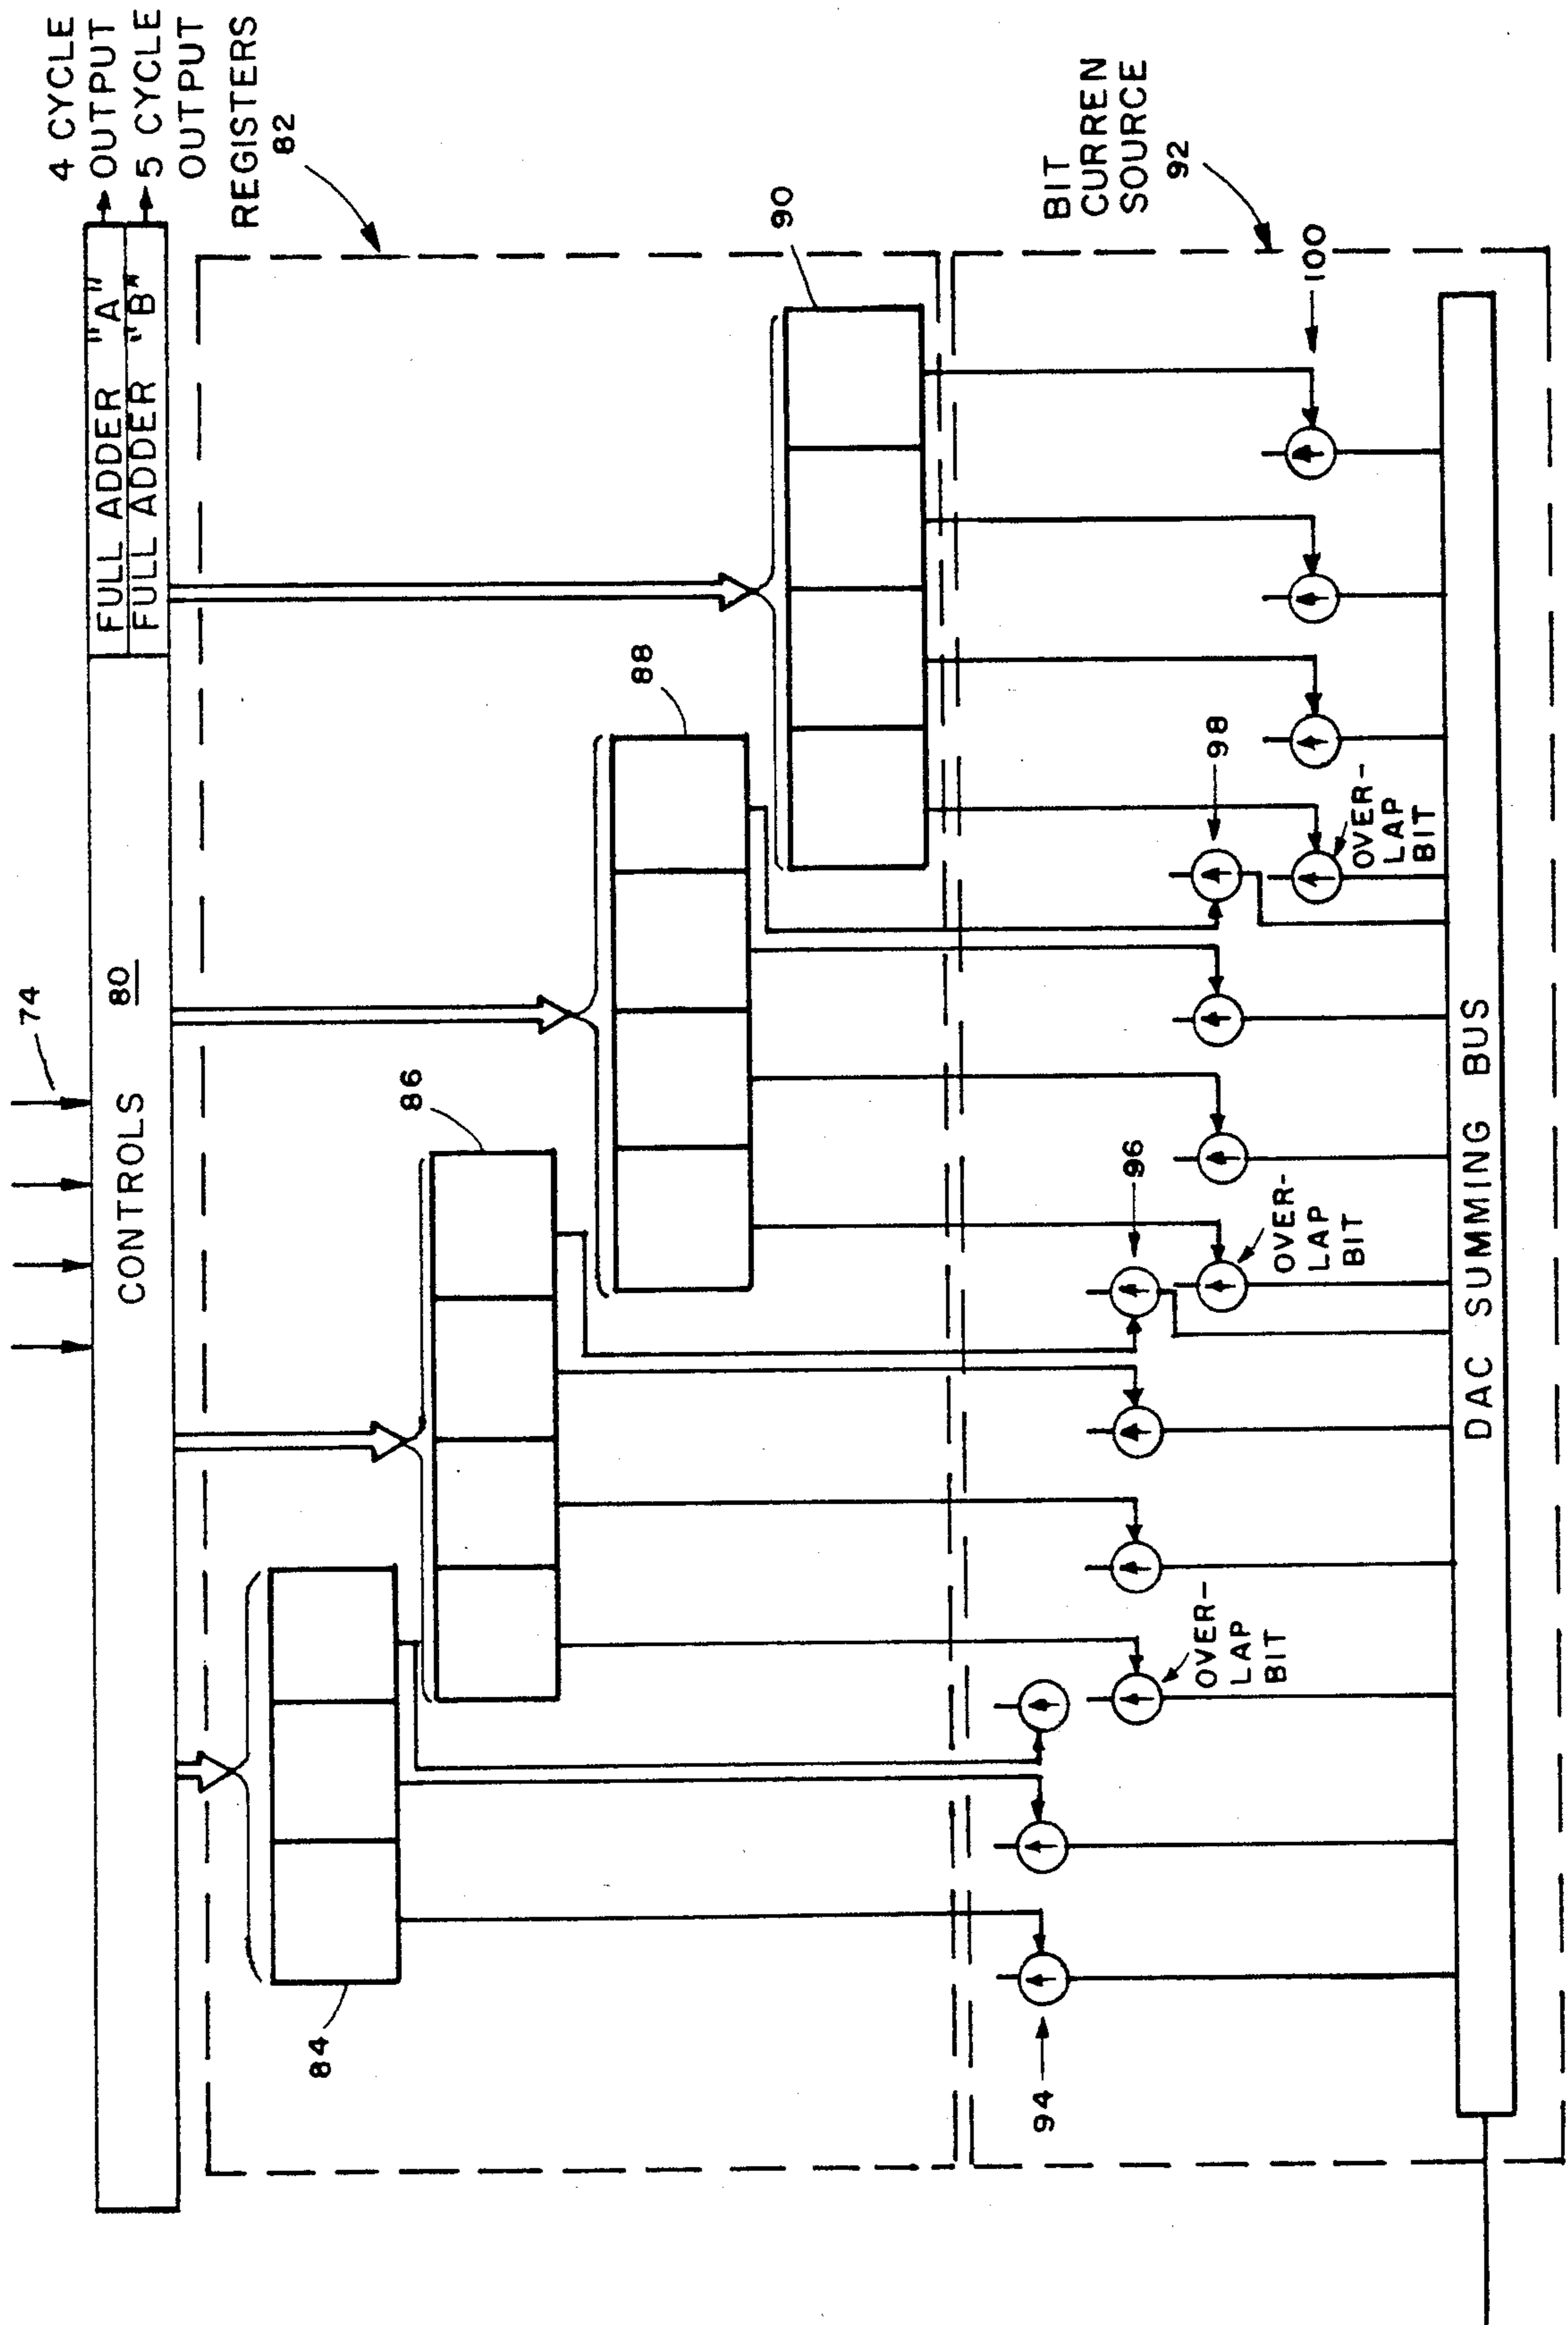 4 CYCLE
OUTPUT
5 CYCLE
OUTPUT
FULL ADDER "A"
FULL ADDER "B"
74
CONTROLS 80
REGISTERS
82
84
86
88
90
BIT
CURREN
SOURCE
92
94
96
98
100
OVER-
LAP
BIT
OVER-
LAP
BIT
OVER-
LAP
BIT
DAC SUMMING BUS